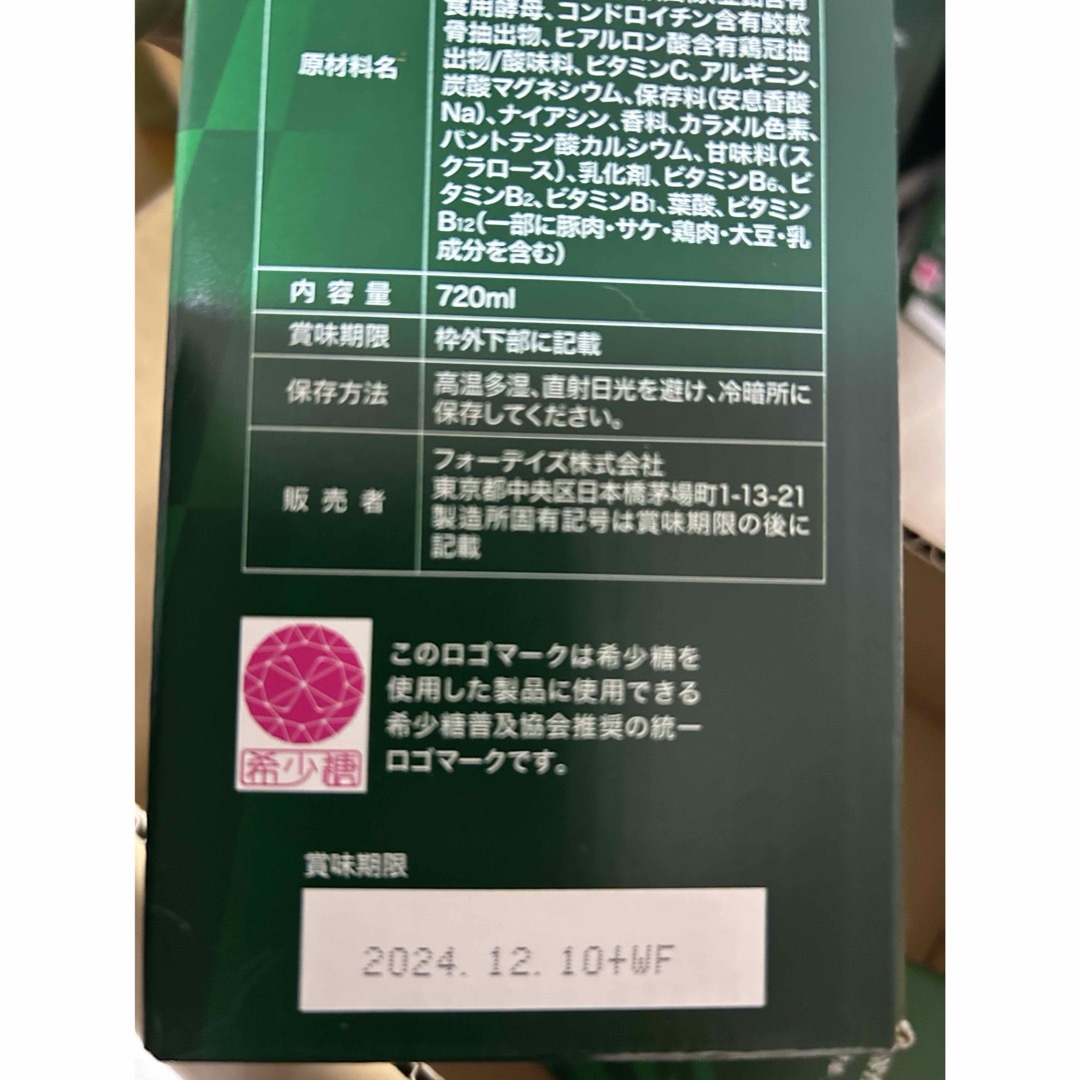 食用酵母、コンドロイチン含有鮫軟
骨抽出物、ヒアルロン酸含有鶏冠抽
原材料名
出物/酸味料、ビタミンC、アルギニン、
炭酸マグネシウム、保存料(安息香酸
Na)、ナイアシン、香料、カラメル色素、
パントテン酸カルシウム、甘味料(ス
クラロース)、乳化剤、ビタミンB6、ビ
タミンB2、ビタミンB1、葉酸、ビタミン
B12(一部に豚肉・サケ・鶏肉・大豆・乳
成分を含む)
内容量 720ml
賞味期限 枠外下部に記載
保存方法 高温多湿、直射日光を避け、冷暗所に
保存してください。
フォーデイズ株式会社
販売者 東京都中央区日本橋茅場町1-13-21
製造所固有記号は賞味期限の後に
記載
このロゴマークは希少糖を
使用した製品に使用できる
希少糖普及協会推奨の統一
ロゴマークです。
希少糖
賞味期限
2024.12.10+WF